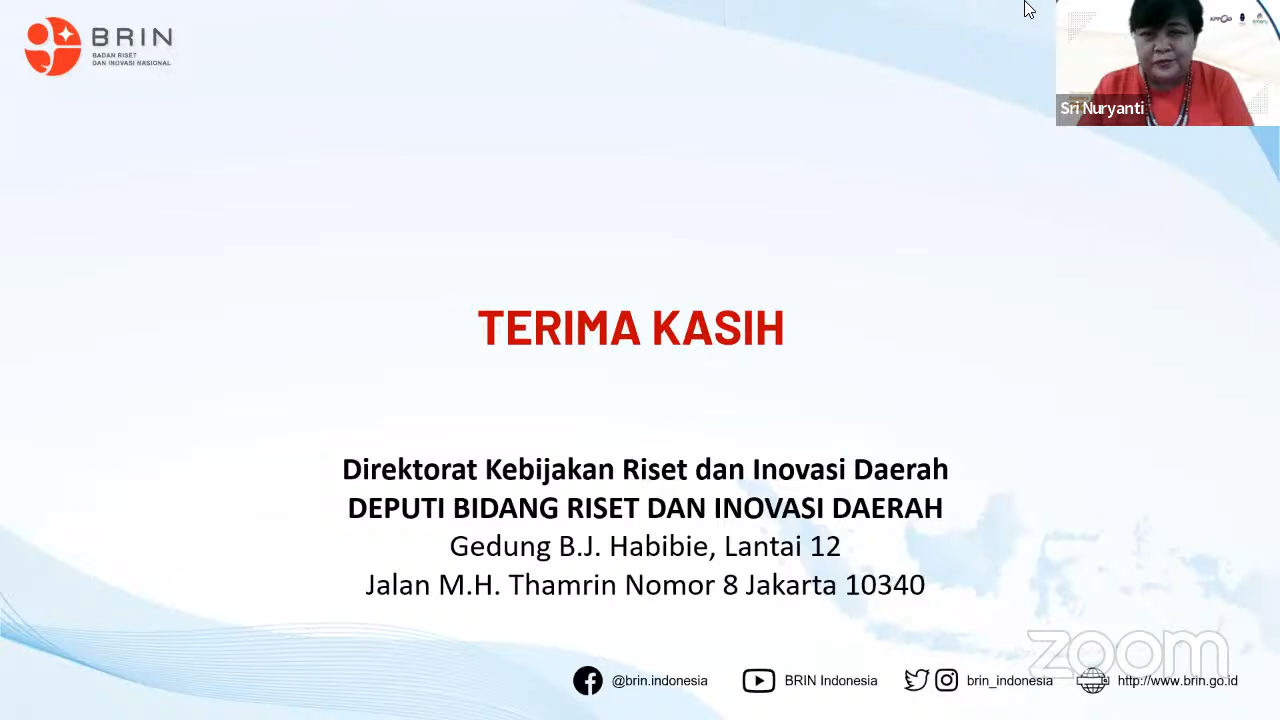 BRIN
BADAN RISET
DAN INOVASI NASIONAL
Sri Nuryanti
TERIMA KASIH
Direktorat Kebijakan Riset dan Inovasi Daerah
DEPUTI BIDANG RISET DAN INOVASI DAERAH
Gedung B.J. Habibie, Lantai 12
Jalan M.H. Thamrin Nomor 8 Jakarta 10340
zoom
@brin.indonesia BRIN Indonesia brin_indonesia http://www.brin.go.id